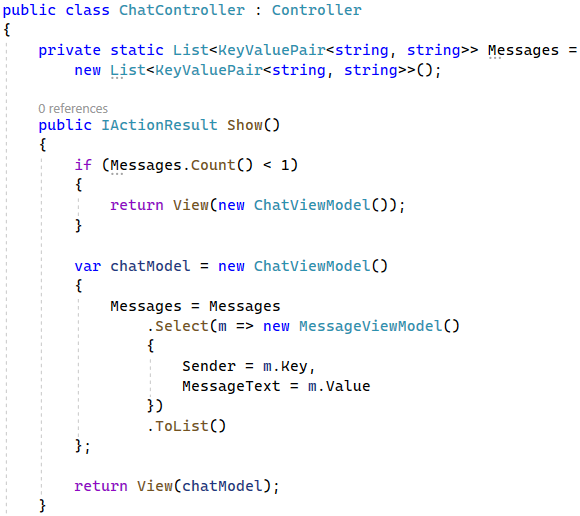 public class ChatController : Controller
{
    private static List<KeyValuePair<string, string>> Messages =
        new List<KeyValuePair<string, string>>();

    0 references
    public IActionResult Show()
    {
        if (Messages.Count() < 1)
        {
            return View(new ChatViewModel());
        }

        var chatModel = new ChatViewModel()
        {
            Messages = Messages
                .Select(m => new MessageViewModel()
                {
                    Sender = m.Key,
                    MessageText = m.Value
                })
                .ToList()
        };

        return View(chatModel);
    }